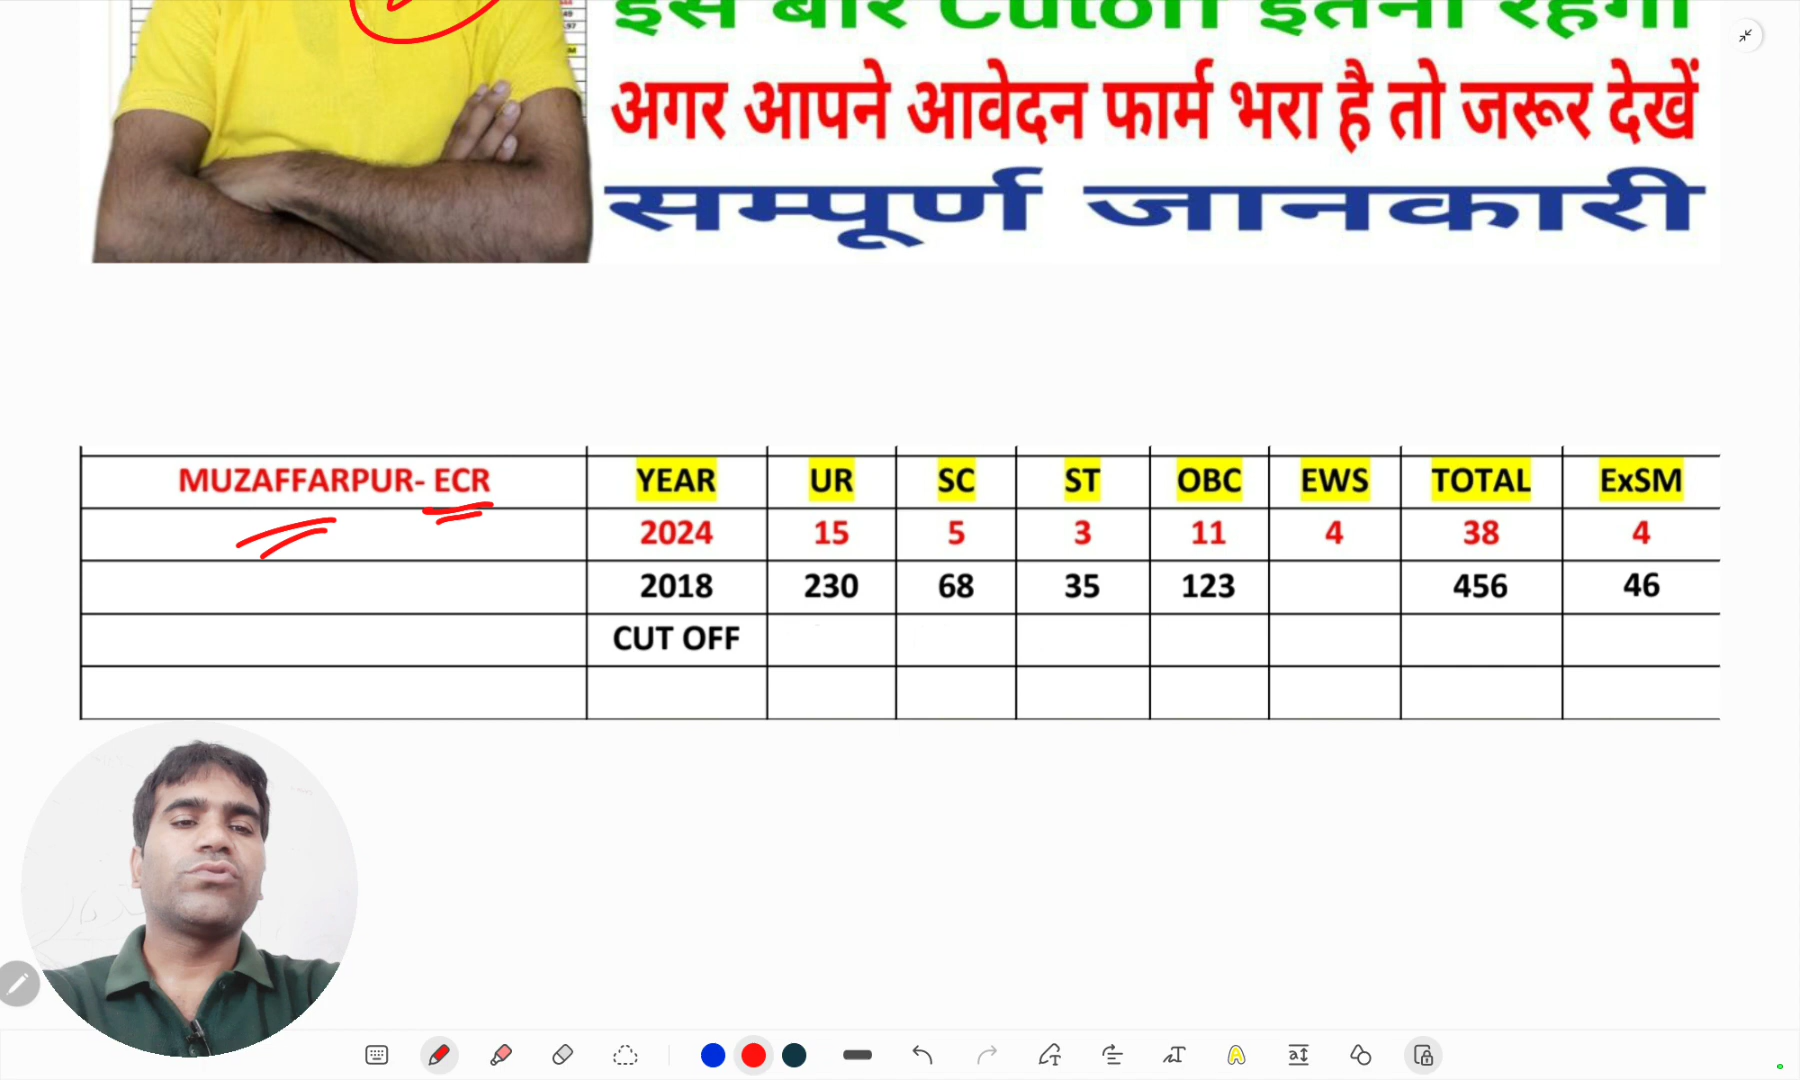 इस बार Cutoff इतना रहेगा
अगर आपने आवेदन फार्म भरा है तो जरूर देखें
सम्पूर्ण जानकारी
MUZAFFARPUR- ECR YEAR UR SC ST OBC EWS TOTAL ExSM
2024 15 5 3 11 4 38 4
2018 230 68 35 123 456 46
CUT OFF